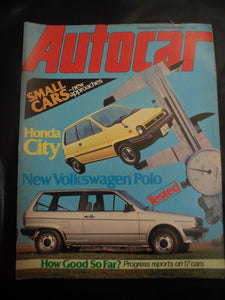 Autocar
SMALL
CARS-new
approaches
Honda
City
New Volkswagen Polo
Tested
How Good So Far? Progress reports on 17 cars